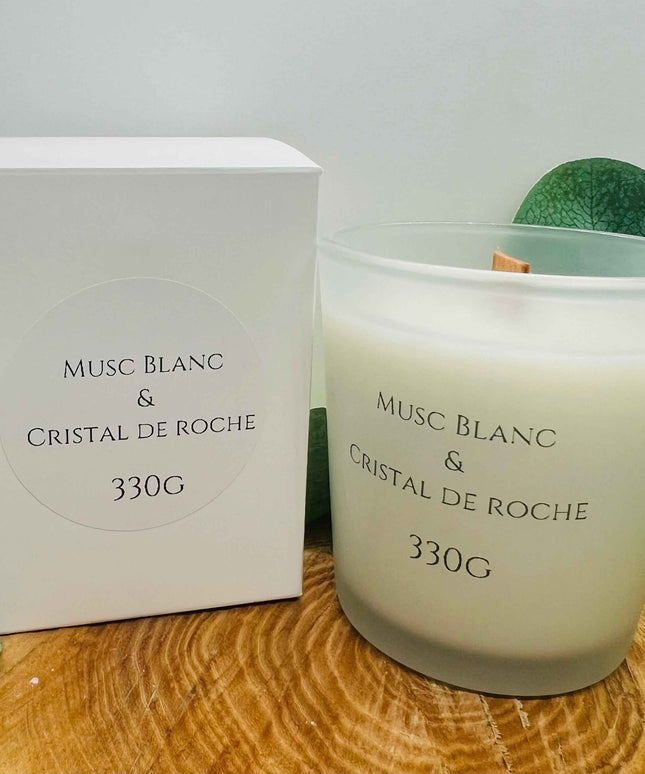 Musc Blanc
&
Cristal de roche
330g
Musc Blanc
&
Cristal de roche
330g